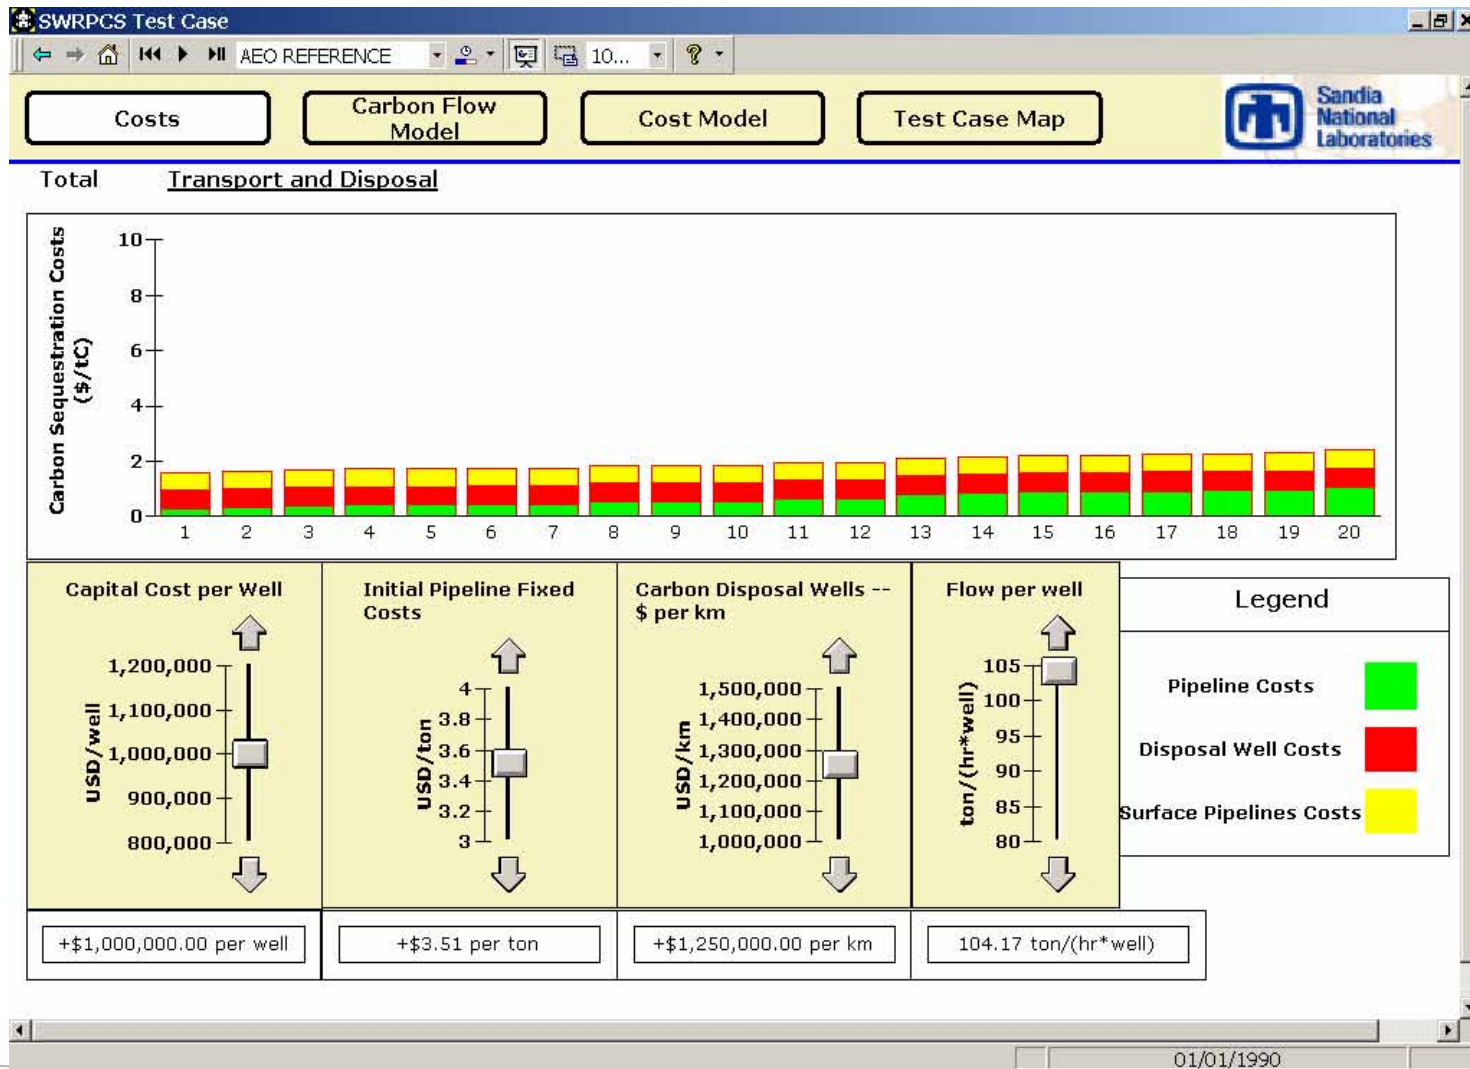 SWRPCS Test Case
AEO REFERENCE
10...
?
Costs
Carbon Flow
Model
Cost Model
Test Case Map
Sandia
National
Laboratories
Total
Transport and Disposal
Carbon Sequestration Costs
($/tC)
10
8
6
4
2
0
1 2 3 4 5 6 7 8 9 10 11 12 13 14 15 16 17 18 19 20
Capital Cost per Well
USD/well
1,200,000
1,100,000
1,000,000
900,000
800,000
+$1,000,000.00 per well
Initial Pipeline Fixed
Costs
USD/ton
4
3.8
3.6
3.4
3.2
3
+$3.51 per ton
Carbon Disposal Wells --
$ per km
USD/km
1,500,000
1,400,000
1,300,000
1,200,000
1,100,000
1,000,000
+$1,250,000.00 per km
Flow per well
ton/(hr*well)
105
100
95
90
85
80
104.17 ton/(hr*well)
Legend
Pipeline Costs
Disposal Well Costs
Surface Pipelines Costs
01/01/1990